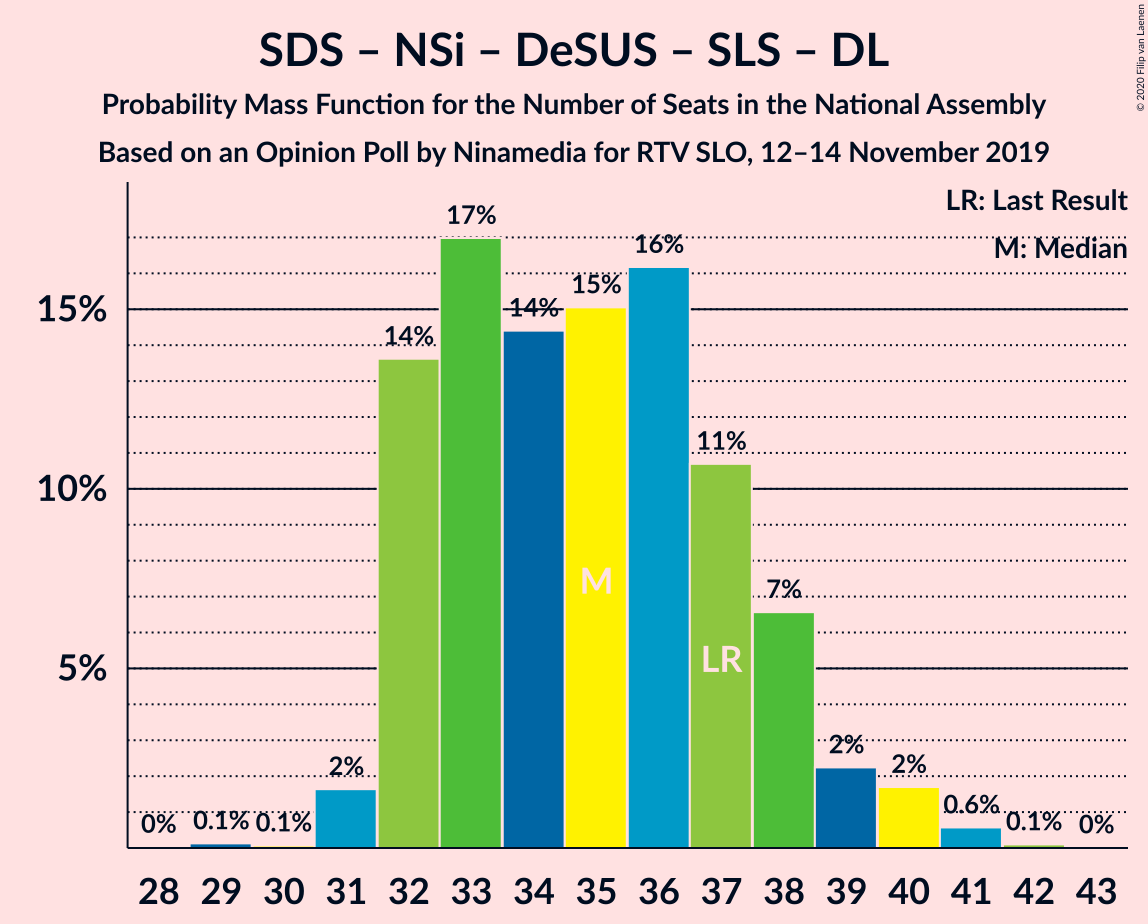 SDS – NSi – DeSUS – SLS – DL
Probability Mass Function for the Number of Seats in the National Assembly
Based on an Opinion Poll by Ninamedia for RTV SLO, 12–14 November 2019
© 2020 Filip van Laenen
LR: Last Result
M: Median
15%
10%
5%
0%
0.1%
0.1%
2%
14%
17%
14%
15%
16%
11%
7%
2%
2%
0.6%
0.1%
0%
M
LR
28 29 30 31 32 33 34 35 36 37 38 39 40 41 42 43